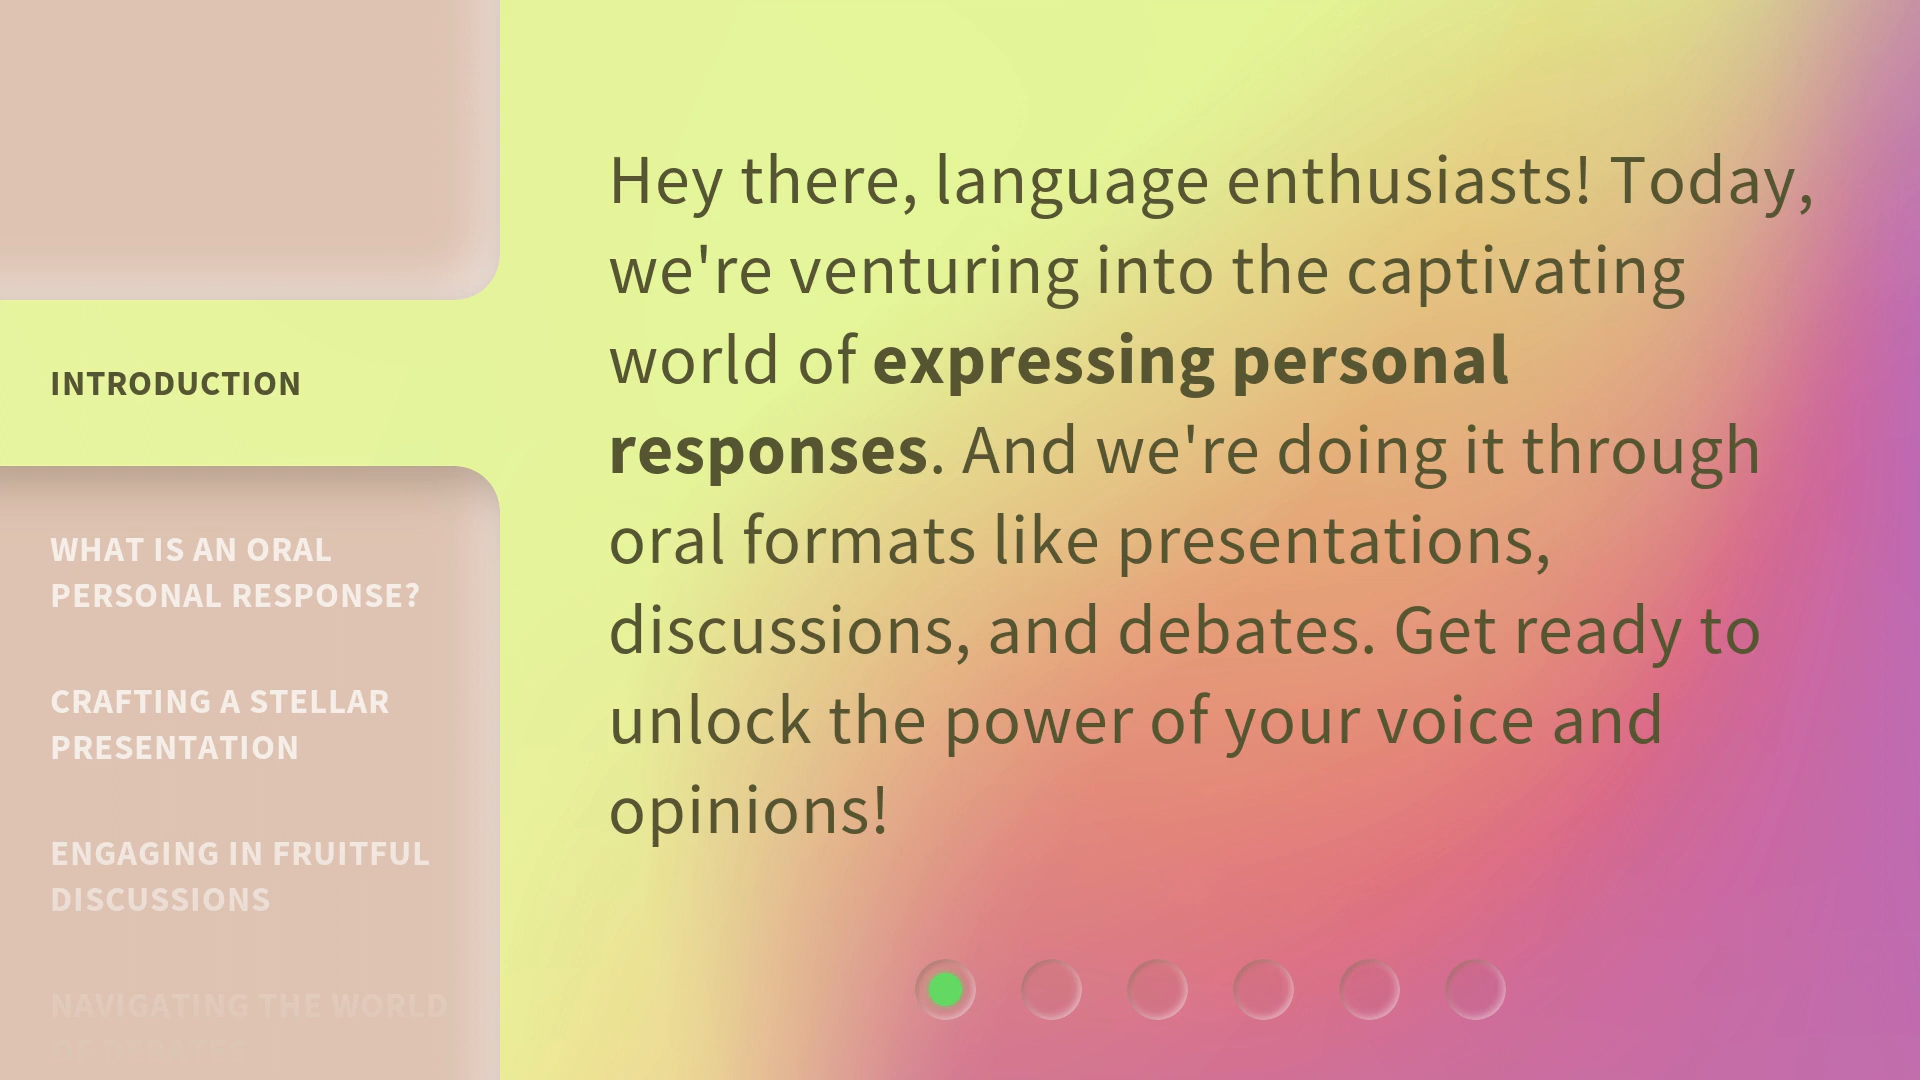 INTRODUCTION
WHAT IS AN ORAL
PERSONAL RESPONSE?
CRAFTING A STELLAR
PRESENTATION
ENGAGING IN FRUITFUL
DISCUSSIONS
NAVIGATING THE WORLD
OF DEBATES
Hey there, language enthusiasts! Today,
we're venturing into the captivating
world of expressing personal
responses. And we're doing it through
oral formats like presentations,
discussions, and debates. Get ready to
unlock the power of your voice and
opinions!